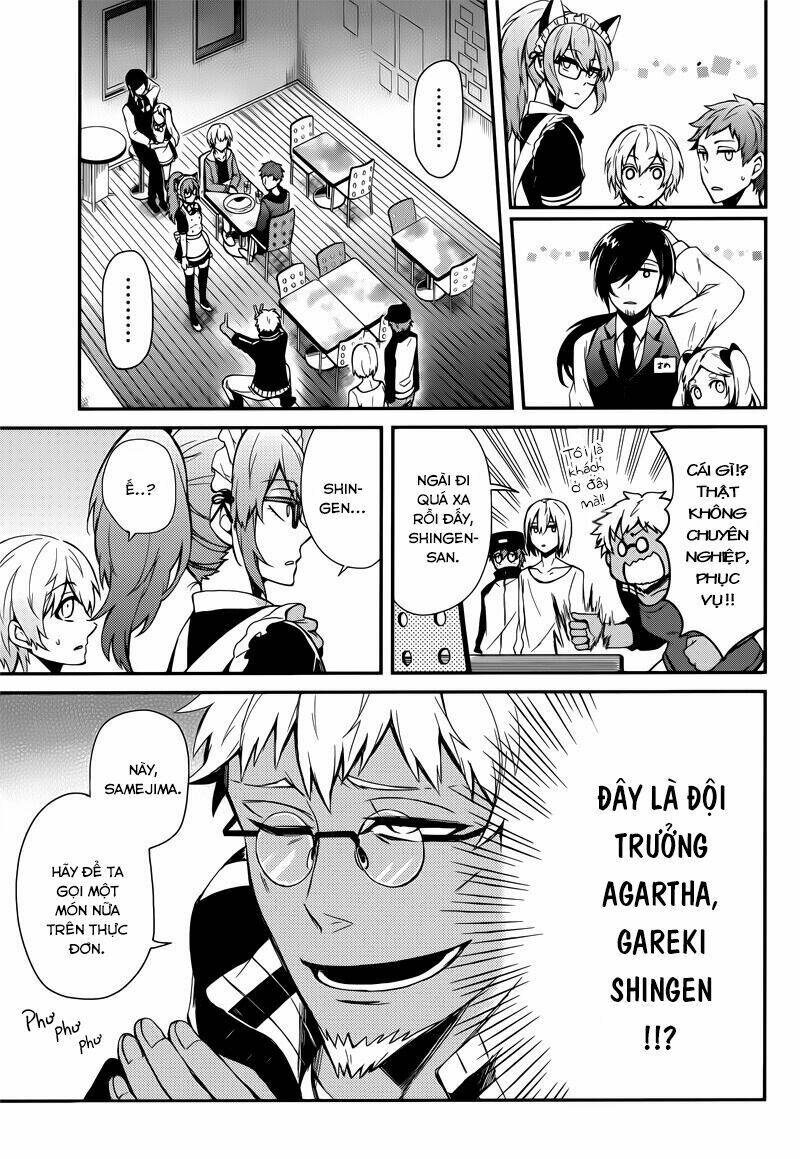 .........
.........
さめ
CÁI GÌ!?
THẬT
KHÔNG
CHUYÊN
NGHIỆP,
PHỤC
VỤ!!
Tôi là
khách
ở đây
mà!!
NGÀI ĐI
QUÁ XA
RỒI ĐẤY,
SHINGEN-
SAN.
SHIN-
GEN...
Ế..?
ĐÂY LÀ ĐỘI
TRƯỞNG
AGARTHA,
GAREKI
SHINGEN
!!?
NÀY,
SAMEJIMA.
HÃY ĐỂ TA
GỌI MỘT
MÓN NỮA
TRÊN THỰC
ĐƠN.
Phư
phư
phư